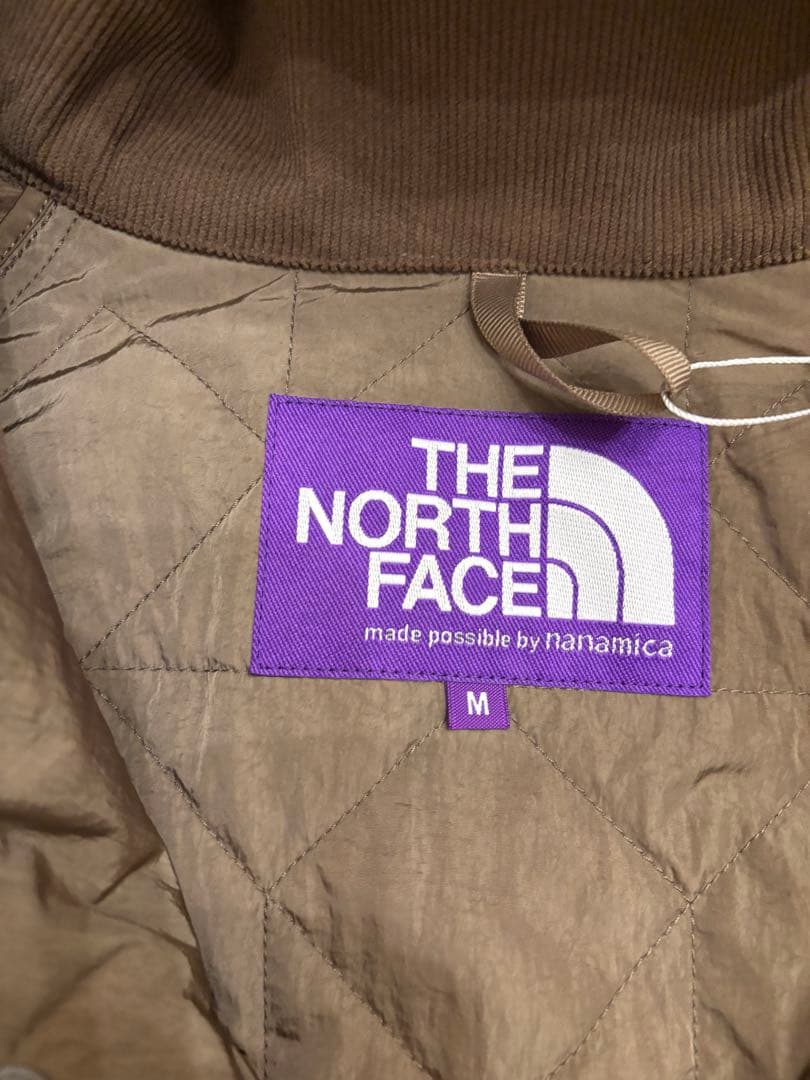 THE
NORTH
FACE
made possible by nanamica
M